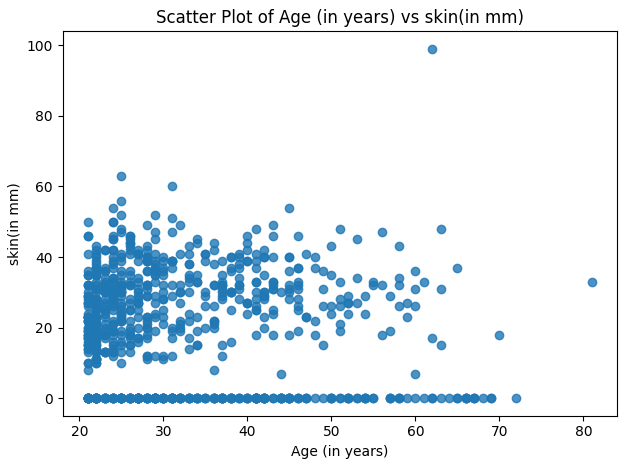 Scatter Plot of Age (in years) vs skin(in mm)
100
80
60
40
20
0
skin(in mm)
20 30 40 50 60 70 80
Age (in years)